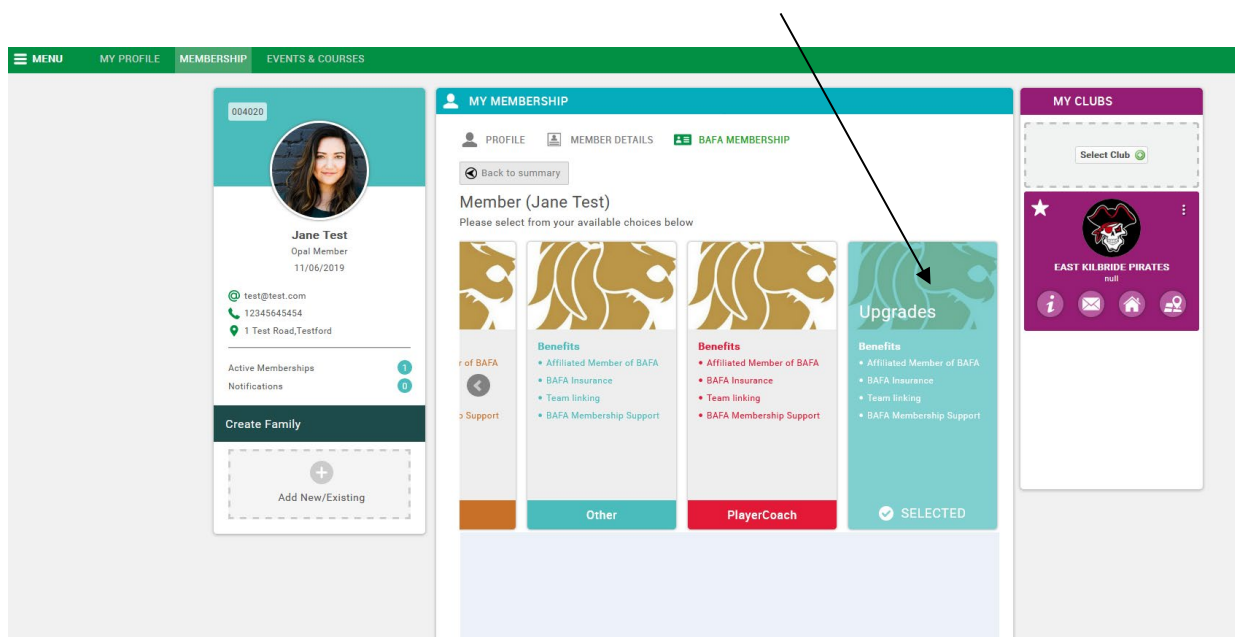 MENU MY PROFILE MEMBERSHIP EVENTS & COURSES
004020
Jane Test
Opal Member
11/06/2019
test@test.com
12345645454
1 Test Road,Testford
Active Memberships 1
Notifications 0
Create Family
Add New/Existing
MY MEMBERSHIP
PROFILE MEMBER DETAILS BAFA MEMBERSHIP
Back to summary
Member (Jane Test)
Please select from your available choices below
r of BAFA
Support
Benefits
• Affiliated Member of BAFA
• BAFA Insurance
• Team linking
• BAFA Membership Support
Other
Benefits
• Affiliated Member of BAFA
• BAFA Insurance
• Team linking
• BAFA Membership Support
PlayerCoach
Upgrades
Benefits
• Affiliated Member of BAFA
• BAFA Insurance
• Team linking
• BAFA Membership Support
SELECTED
MY CLUBS
Select Club
EAST KILBRIDE PIRATES
null